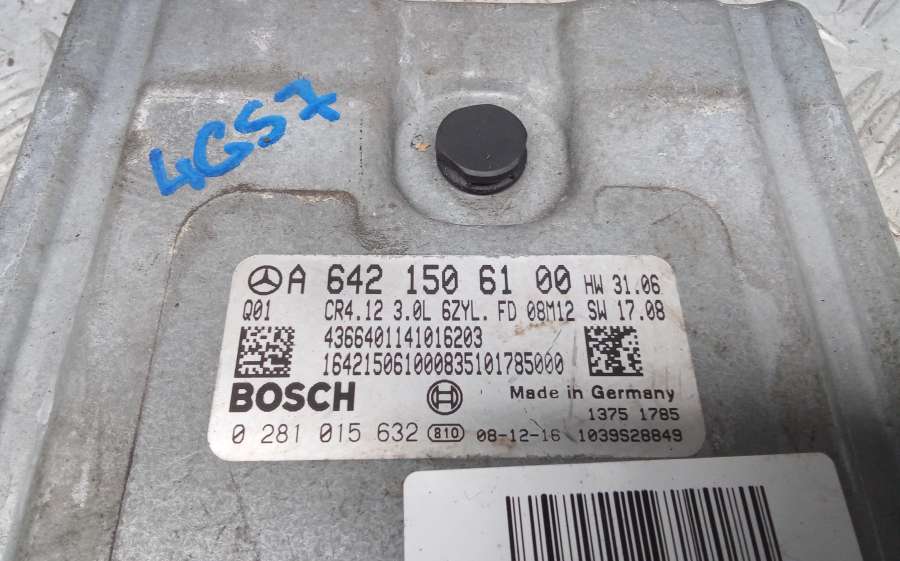 4GS7
A 642 150 61 00 HW 31.06
Q01 CR4.12 3.0L 6ZYL. FD 08M12 SW 17.08
4366401141016203
164215061000835101785000
BOSCH Made in Germany
1375 1785
0 281 015 632 810 08-12-16 1039S28849